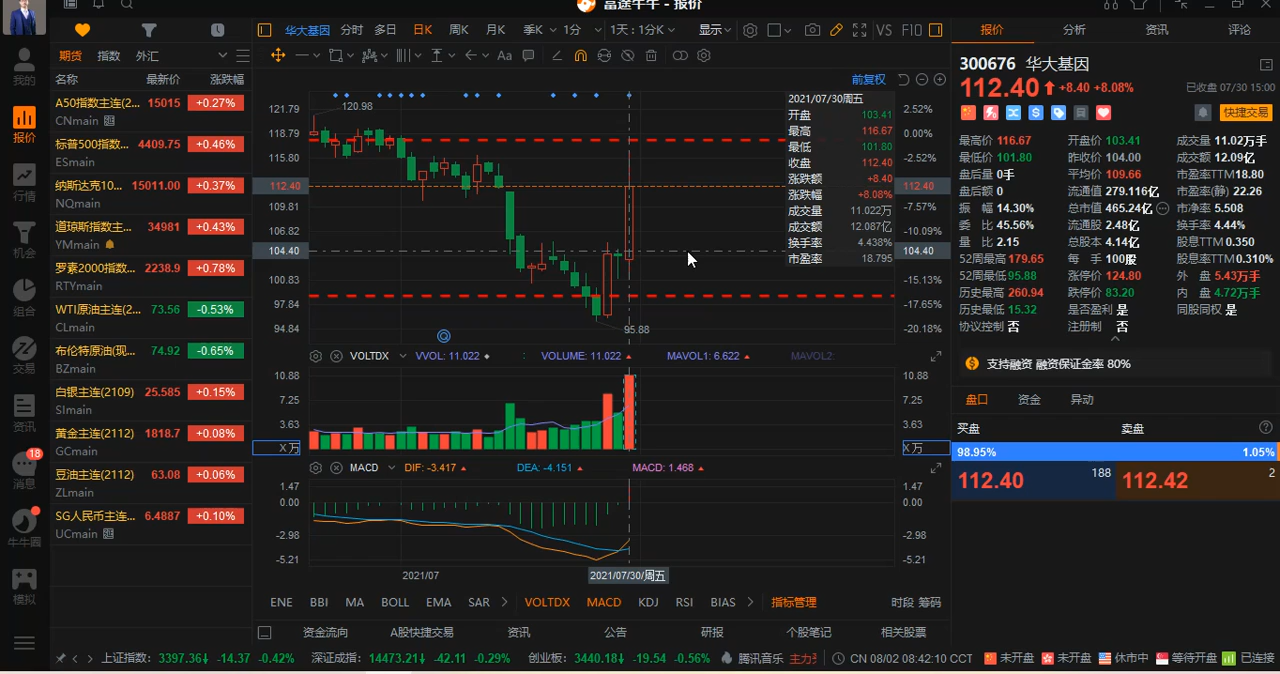 富途牛牛 - 报价
华大基因 分时 多日 日K 周K 月K 季K 1分 1天 : 1分K 显示 VS F10 报价 分析 资讯 评论
期货 指数 外汇
Aa
名称 最新价 涨跌幅
我的
报价
行情
机会
组合
交易
资讯
消息
18
牛牛圈
模拟
A50指数主连(2... 15015 +0.27%
CNmain
标普500指数... 4409.75 +0.46%
ESmain
纳斯达克10... 15011.00 +0.37%
NQmain
道琼斯指数主... 34981 +0.43%
YMmain
罗素2000指数... 2238.9 +0.78%
RTYmain
WTI原油主连(2... 73.56 -0.53%
CLmain
布伦特原油(现... 74.92 -0.65%
BZmain
白银主连(2109) 25.585 +0.15%
SImain
黄金主连(2112) 1818.7 +0.08%
GCmain
豆油主连(2112) 63.08 +0.06%
ZLmain
SG人民币主连... 6.4887 +0.10%
UCmain
前复权
121.79 2.52%
118.79 0.00%
115.80 -2.52%
112.40 112.40
109.81 -7.57%
106.82 -10.09%
104.40 104.40
100.83 -15.13%
97.84 -17.65%
94.84 -20.18%
120.98
95.88
2021/07/30周五
开盘 103.41
最高 116.67
最低 101.80
收盘 112.40
涨跌额 +8.40
涨跌幅 +8.08%
成交量 11.022万
成交额 12.087亿
换手率 4.438%
市盈率 18.795
VOLTDX VVOL: 11.022 : VOLUME: 11.022 MAVOL1: 6.622 MAVOL2:
10.88 10.88
7.25 7.25
3.63 3.63
X万 X万
MACD DIF: -3.417 DEA: -4.151 MACD: 1.468
1.47 1.47
0.00 0.00
-2.98 -2.98
-5.21 -5.21
2021/07 2021/07/30/周五
ENE BBI MA BOLL EMA SAR VOLTDX MACD KDJ RSI BIAS 指标管理 时段 筹码
资金流向 A股快捷交易 资讯 公告 研报 个股笔记 相关股票
300676 华大基因
112.40 +8.40 +8.08% 已收盘 07/30 15:00
快捷交易
最高价 116.67 开盘价 103.41 成交量 11.02万手
最低价 101.80 昨收价 104.00 成交额 12.09亿
盘后量 0手 平均价 109.66 市盈率TTM 18.80
盘后额 0 流通值 279.116亿 市盈率(静) 22.26
振 幅 14.30% 总市值 465.24亿 市净率 5.508
委 比 45.56% 流通股 2.48亿 换手率 4.44%
量 比 2.15 总股本 4.14亿 股息TTM 0.350
52周最高 179.65 每 手 100股 股息率TTM 0.310%
52周最低 95.88 涨停价 124.80 外 盘 5.43万手
历史最高 260.94 跌停价 83.20 内 盘 4.72万手
历史最低 15.32 是否盈利 是 同股同权 是
协议控制 否 注册制 否
支持融资 融资保证金率 80%
盘口 资金 异动
买盘 卖盘
98.95% 1.05%
112.40 188 112.42 2
上证指数: 3397.36 -14.37 -0.42% 深证成指: 14473.21 -42.11 -0.29% 创业板: 3440.18 -19.54 -0.56% 腾讯音乐 CN 08/02 08:42:10 CCT 未开盘 未开盘 休市中 等待开盘 已连接